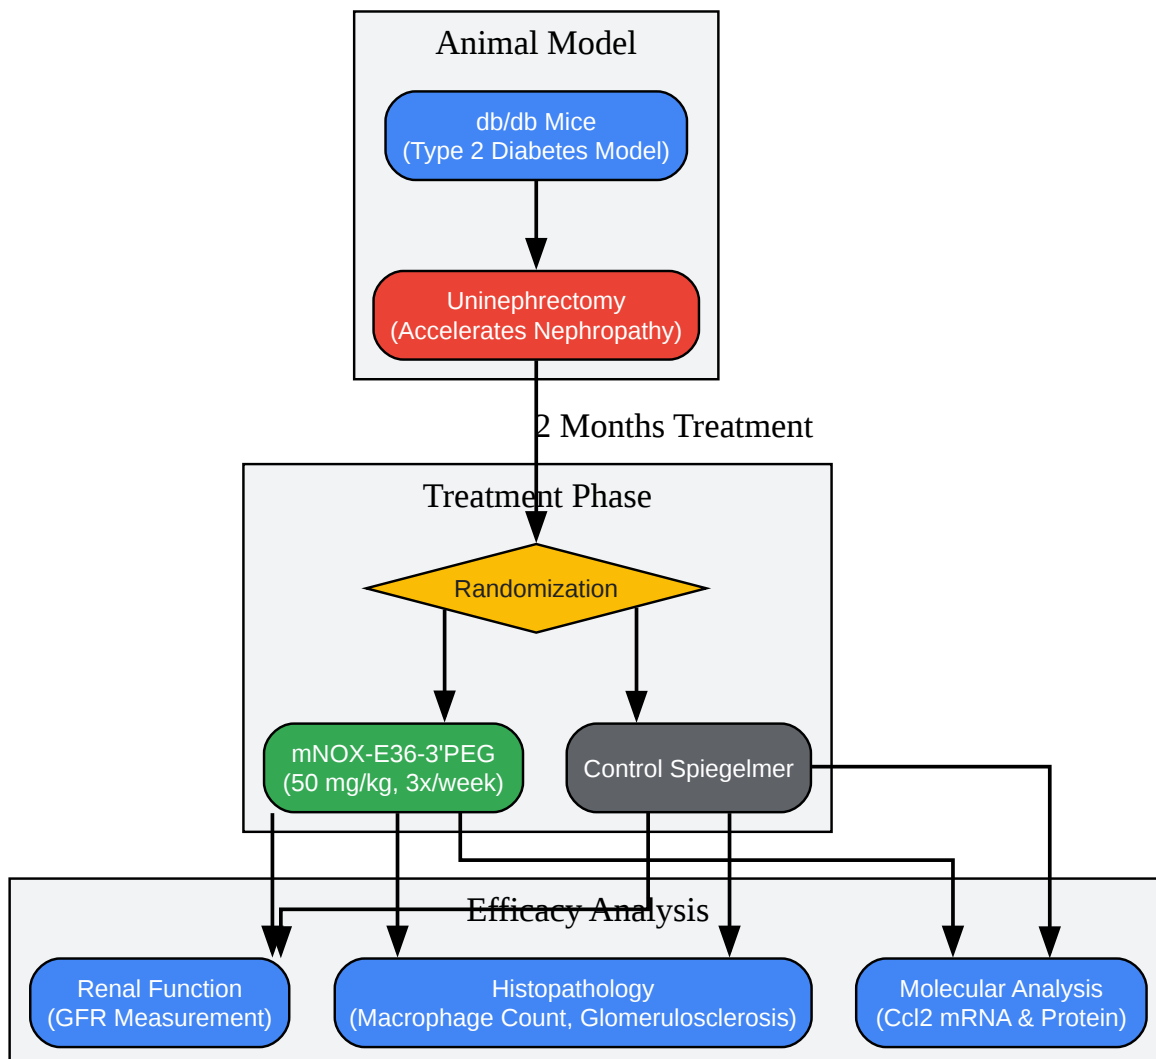 Animal Model
db/db Mice
(Type 2 Diabetes Model)
Uninephrectomy
(Accelerates Nephropathy)
2 Months Treatment
Treatment Phase
Randomization
mNOX-E36-3'PEG
(50 mg/kg, 3x/week)
Control Spiegelmer
Efficacy Analysis
Renal Function
(GFR Measurement)
Histopathology
(Macrophage Count, Glomerulosclerosis)
Molecular Analysis
(Ccl2 mRNA & Protein)